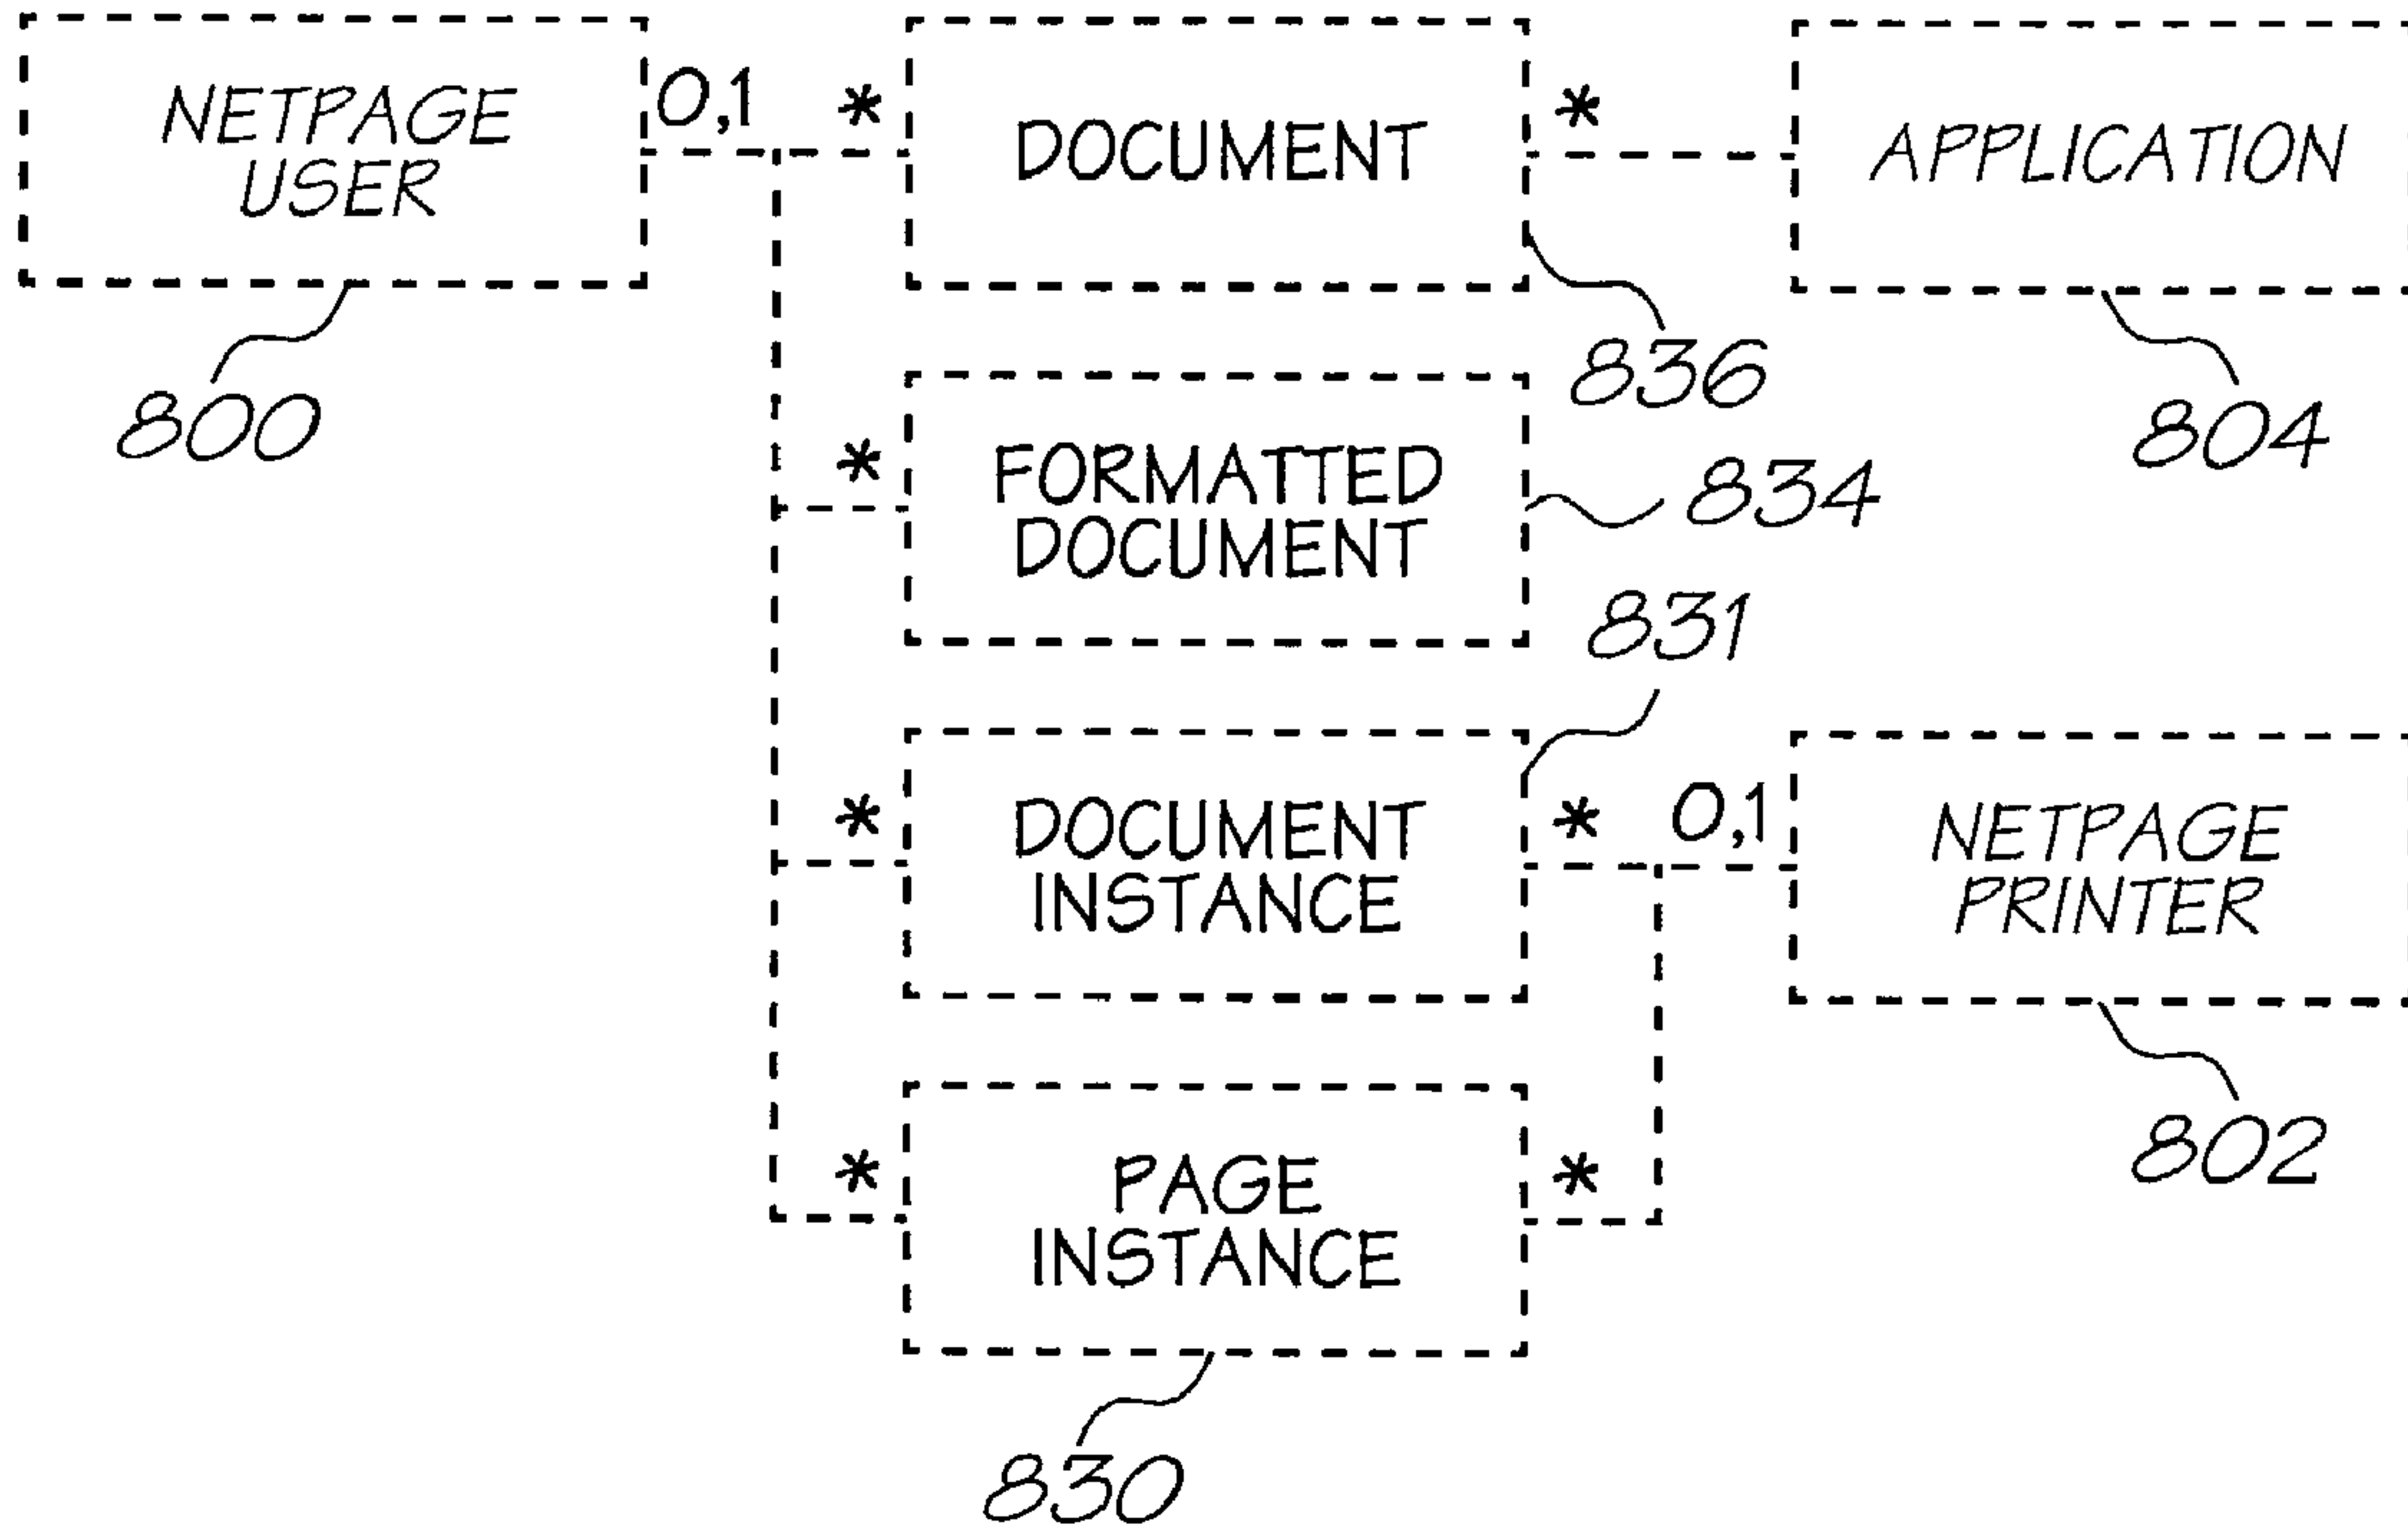 NETPAGE
USER
0,1
*
DOCUMENT
*
APPLICATION
800
836
804
*
FORMATTED
DOCUMENT
834
831
*
DOCUMENT
INSTANCE
*
0,1
NETPAGE
PRINTER
802
*
PAGE
INSTANCE
*
830